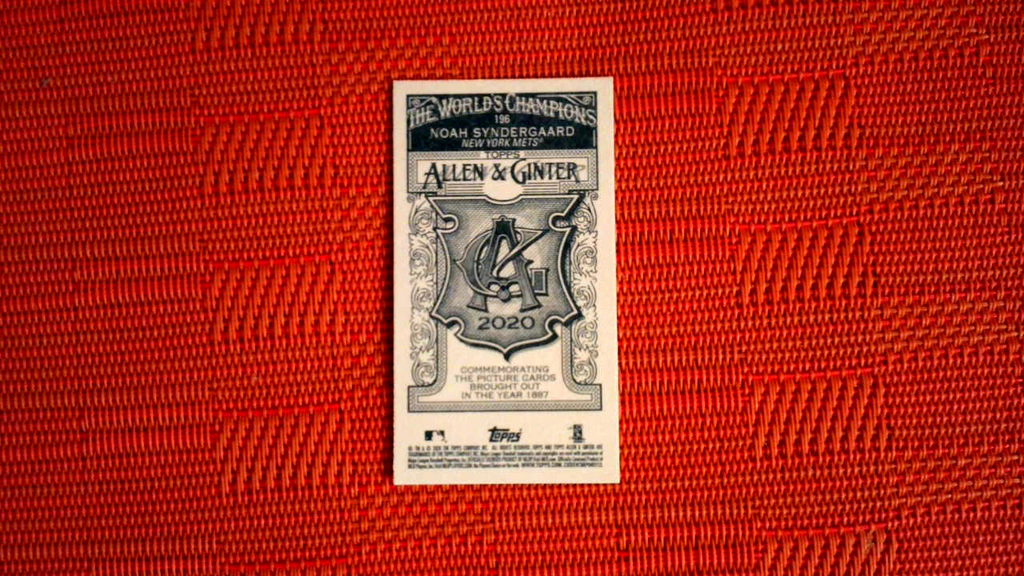 THE WORLD'S CHAMPIONS
196
NOAH SYNDERGAARD
NEW YORK METS®
TOPPS
ALLEN & GINTER
AG
2020
COMMEMORATING
THE PICTURE CARDS
BROUGHT OUT
IN THE YEAR 1887
Topps